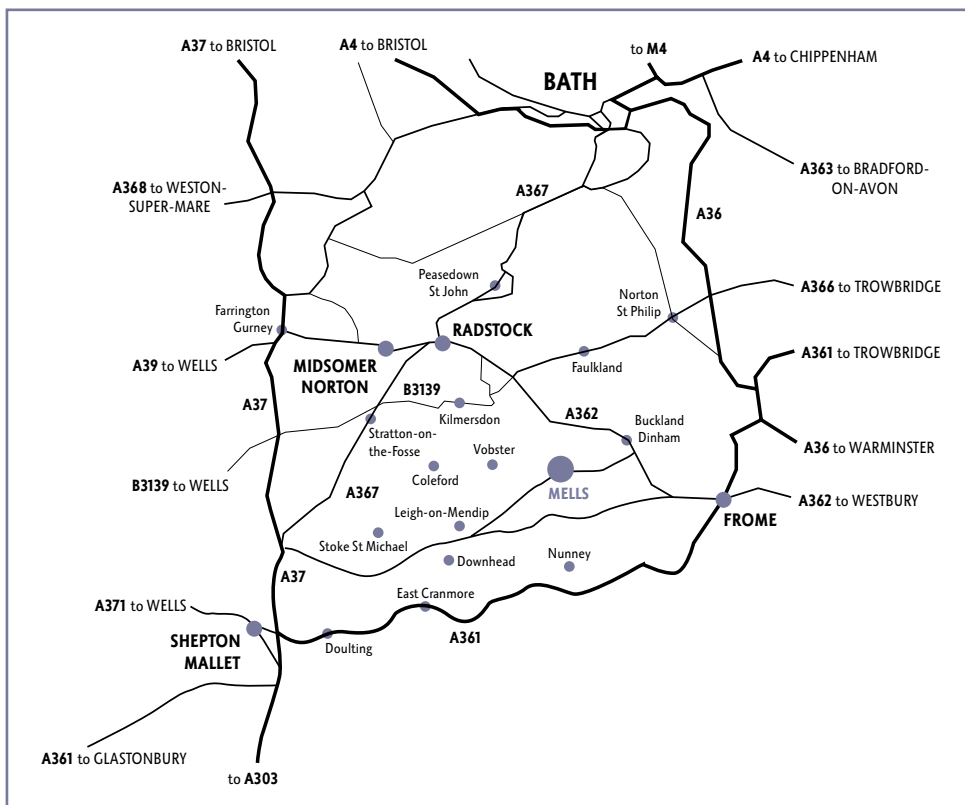 A37 to BRISTOL
A4 to BRISTOL
to M4
A4 to CHIPPENHAM
BATH
A368 to WESTON-
SUPER-MARE
A367
A363 to BRADFORD-
ON-AVON
A36
Peasedown
St John
A366 to TROWBRIDGE
Norton
St Philip
Farrington
Gurney
RADSTOCK
A361 to TROWBRIDGE
A39 to WELLS
MIDSOMER
NORTON
Faulkland
A37
B3139
Kilmersdon
A362
Buckland
Dinham
Stratton-on-
the-Fosse
A36 to WARMINSTER
Vobster
Coleford
B3139 to WELLS
A367
MELLS
A362 to WESTBURY
Leigh-on-Mendip
FROME
Stoke St Michael
Downhead
Nunney
A37
East Cranmore
A371 to WELLS
SHEPTON
MALLET
Doulting
A361
A361 to GLASTONBURY
to A303